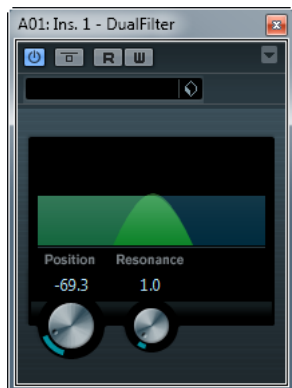 A01: Ins. 1 - DualFilter
R W
Position Resonance
-69.3 1.0